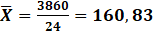 X̅ = 3860/24 = 160,83